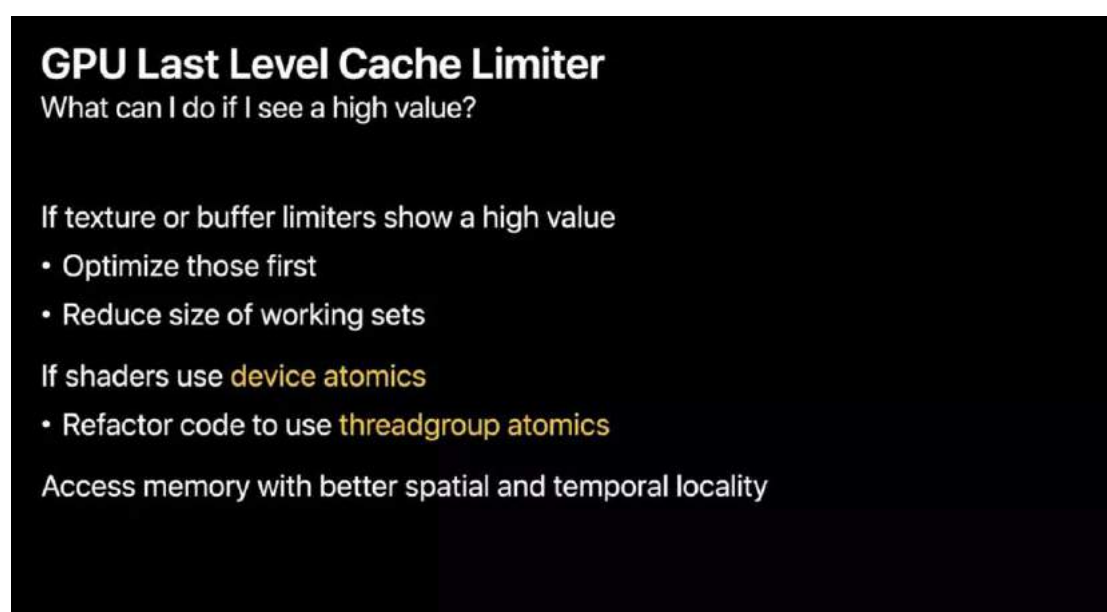 GPU Last Level Cache Limiter
What can I do if I see a high value?
If texture or buffer limiters show a high value
• Optimize those first
• Reduce size of working sets
If shaders use device atomics
• Refactor code to use threadgroup atomics
Access memory with better spatial and temporal locality